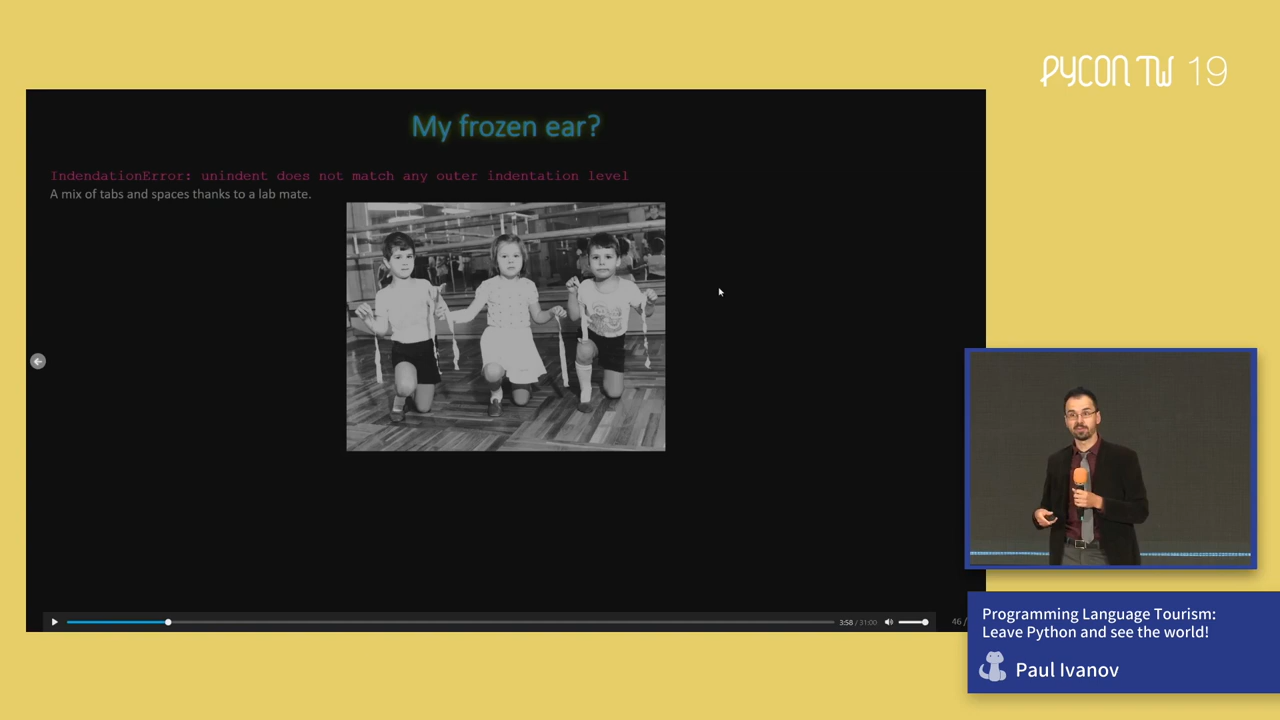 PYCON TW 19
My frozen ear?
IndendationError: unindent does not match any outer indentation level
A mix of tabs and spaces thanks to a lab mate.
3:58 / 31:00
46 /
Programming Language Tourism:
Leave Python and see the world!
Paul Ivanov